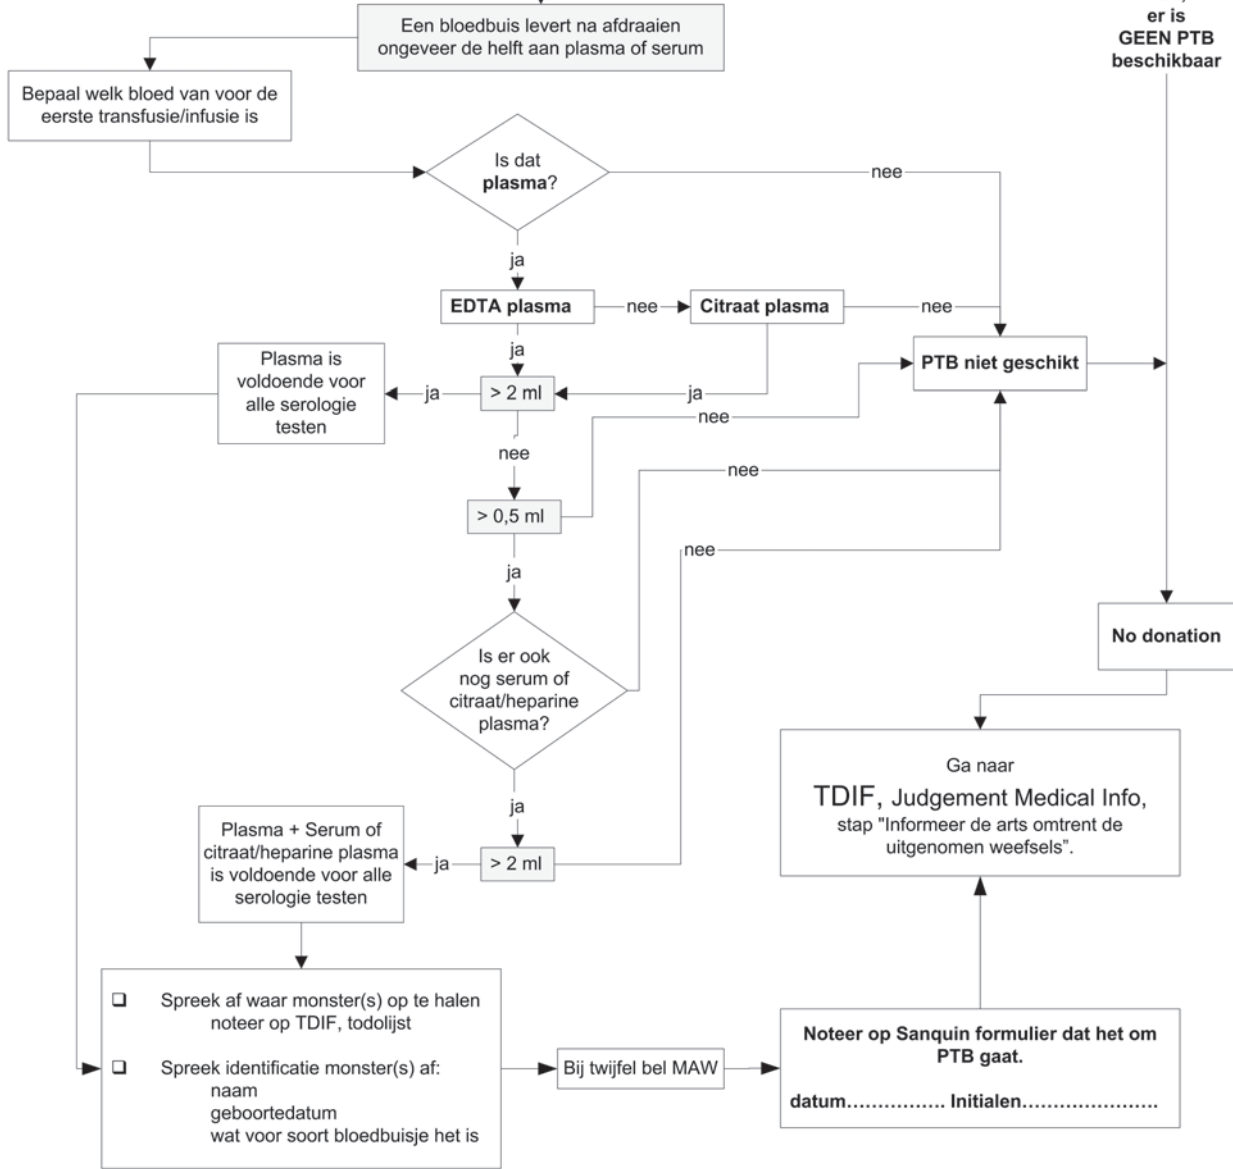 Een bloedbuis levert na afdraaien
ongeveer de helft aan plasma of serum
er is
GEEN PTB
beschikbaar
Bepaal welk bloed van voor de
eerste transfusie/infusie is
Is dat
plasma?
nee
ja
EDTA plasma
nee
Citraat plasma
nee
ja
PTB niet geschikt
Plasma is
voldoende voor
alle serologie
testen
ja
> 2 ml
ja
nee
nee
nee
> 0,5 ml
nee
ja
No donation
Is er ook
nog serum of
citraat/heparine
plasma?
Ga naar
TDIF, Judgement Medical Info,
stap "Informeer de arts omtrent de
uitgenomen weefsels”.
ja
Plasma + Serum of
citraat/heparine plasma
is voldoende voor alle
serologie testen
ja
> 2 ml
❑ Spreek af waar monster(s) op te halen
noteer op TDIF, todolijst
❑ Spreek identificatie monster(s) af:
naam
geboortedatum
wat voor soort bloedbuisje het is
Bij twijfel bel MAW
Noteer op Sanquin formulier dat het om
PTB gaat.
datum................ Initialen.......................